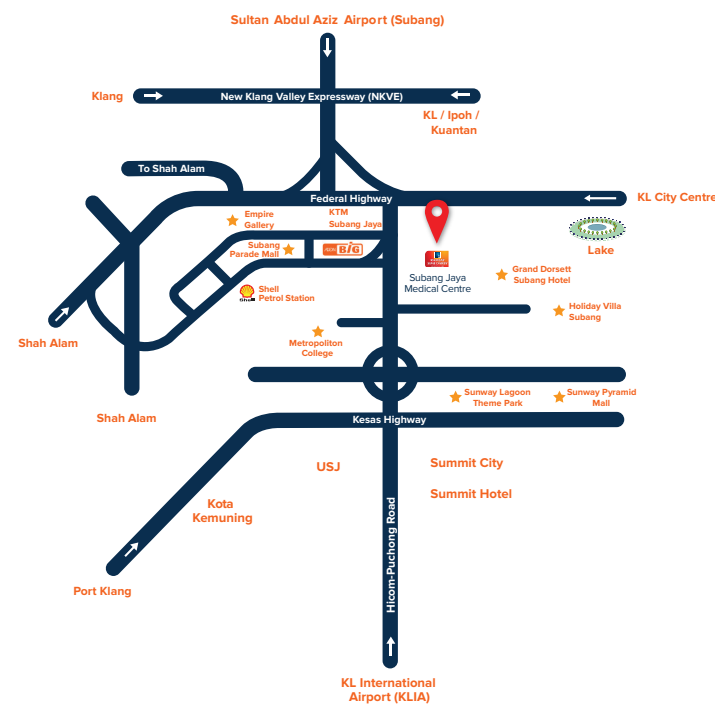 Sultan Abdul Aziz Airport (Subang)
Klang
New Klang Valley Expressway (NKVE)
KL / Ipoh /
Kuantan
To Shah Alam
Federal Highway
KL City Centre
Empire
Gallery
KTM
Subang Jaya
Lake
Subang
Parade Mall
BiG
Subang Jaya
Medical Centre
Grand Dorsett
Subang Hotel
Shell
Shell
Petrol Station
Holiday Villa
Subang
Shah Alam
Metropoliton
College
Sunway Lagoon
Theme Park
Sunway Pyramid
Mall
Shah Alam
Kesas Highway
USJ
Summit City
Summit Hotel
Kota
Kemuning
Hicom-Puchong Road
Port Klang
KL International
Airport (KLIA)